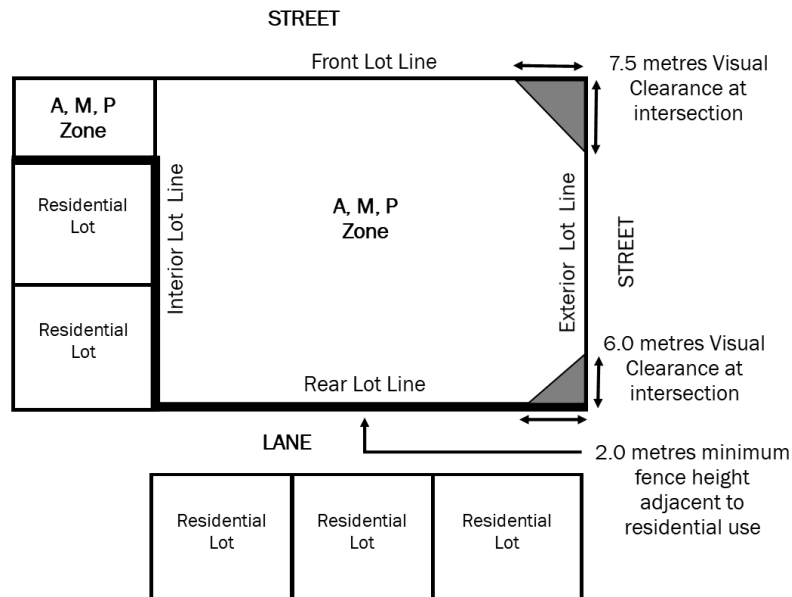 STREET
Front Lot Line
7.5 metres Visual
Clearance at
intersection
A, M, P
Zone
Residential
Lot
Interior Lot Line
A, M, P
Zone
Exterior Lot Line
STREET
Residential
Lot
6.0 metres Visual
Clearance at
intersection
Rear Lot Line
LANE
2.0 metres minimum
fence height
adjacent to
residential use
Residential
Lot
Residential
Lot
Residential
Lot